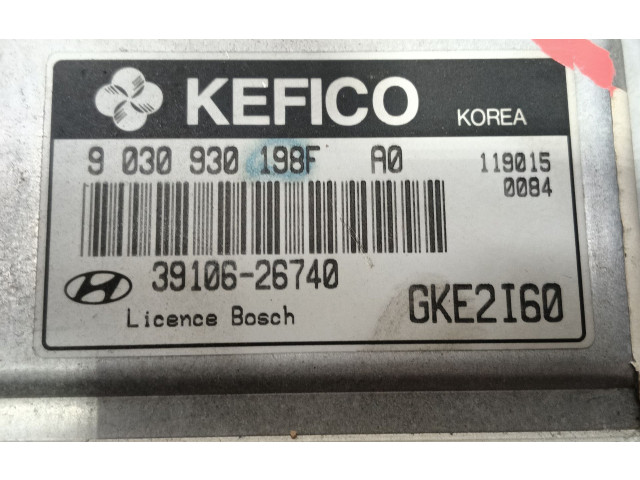 KEFICO KOREA
9 030 930 198F A0 119015
0084
39106-26740
Licence Bosch GKE2I60